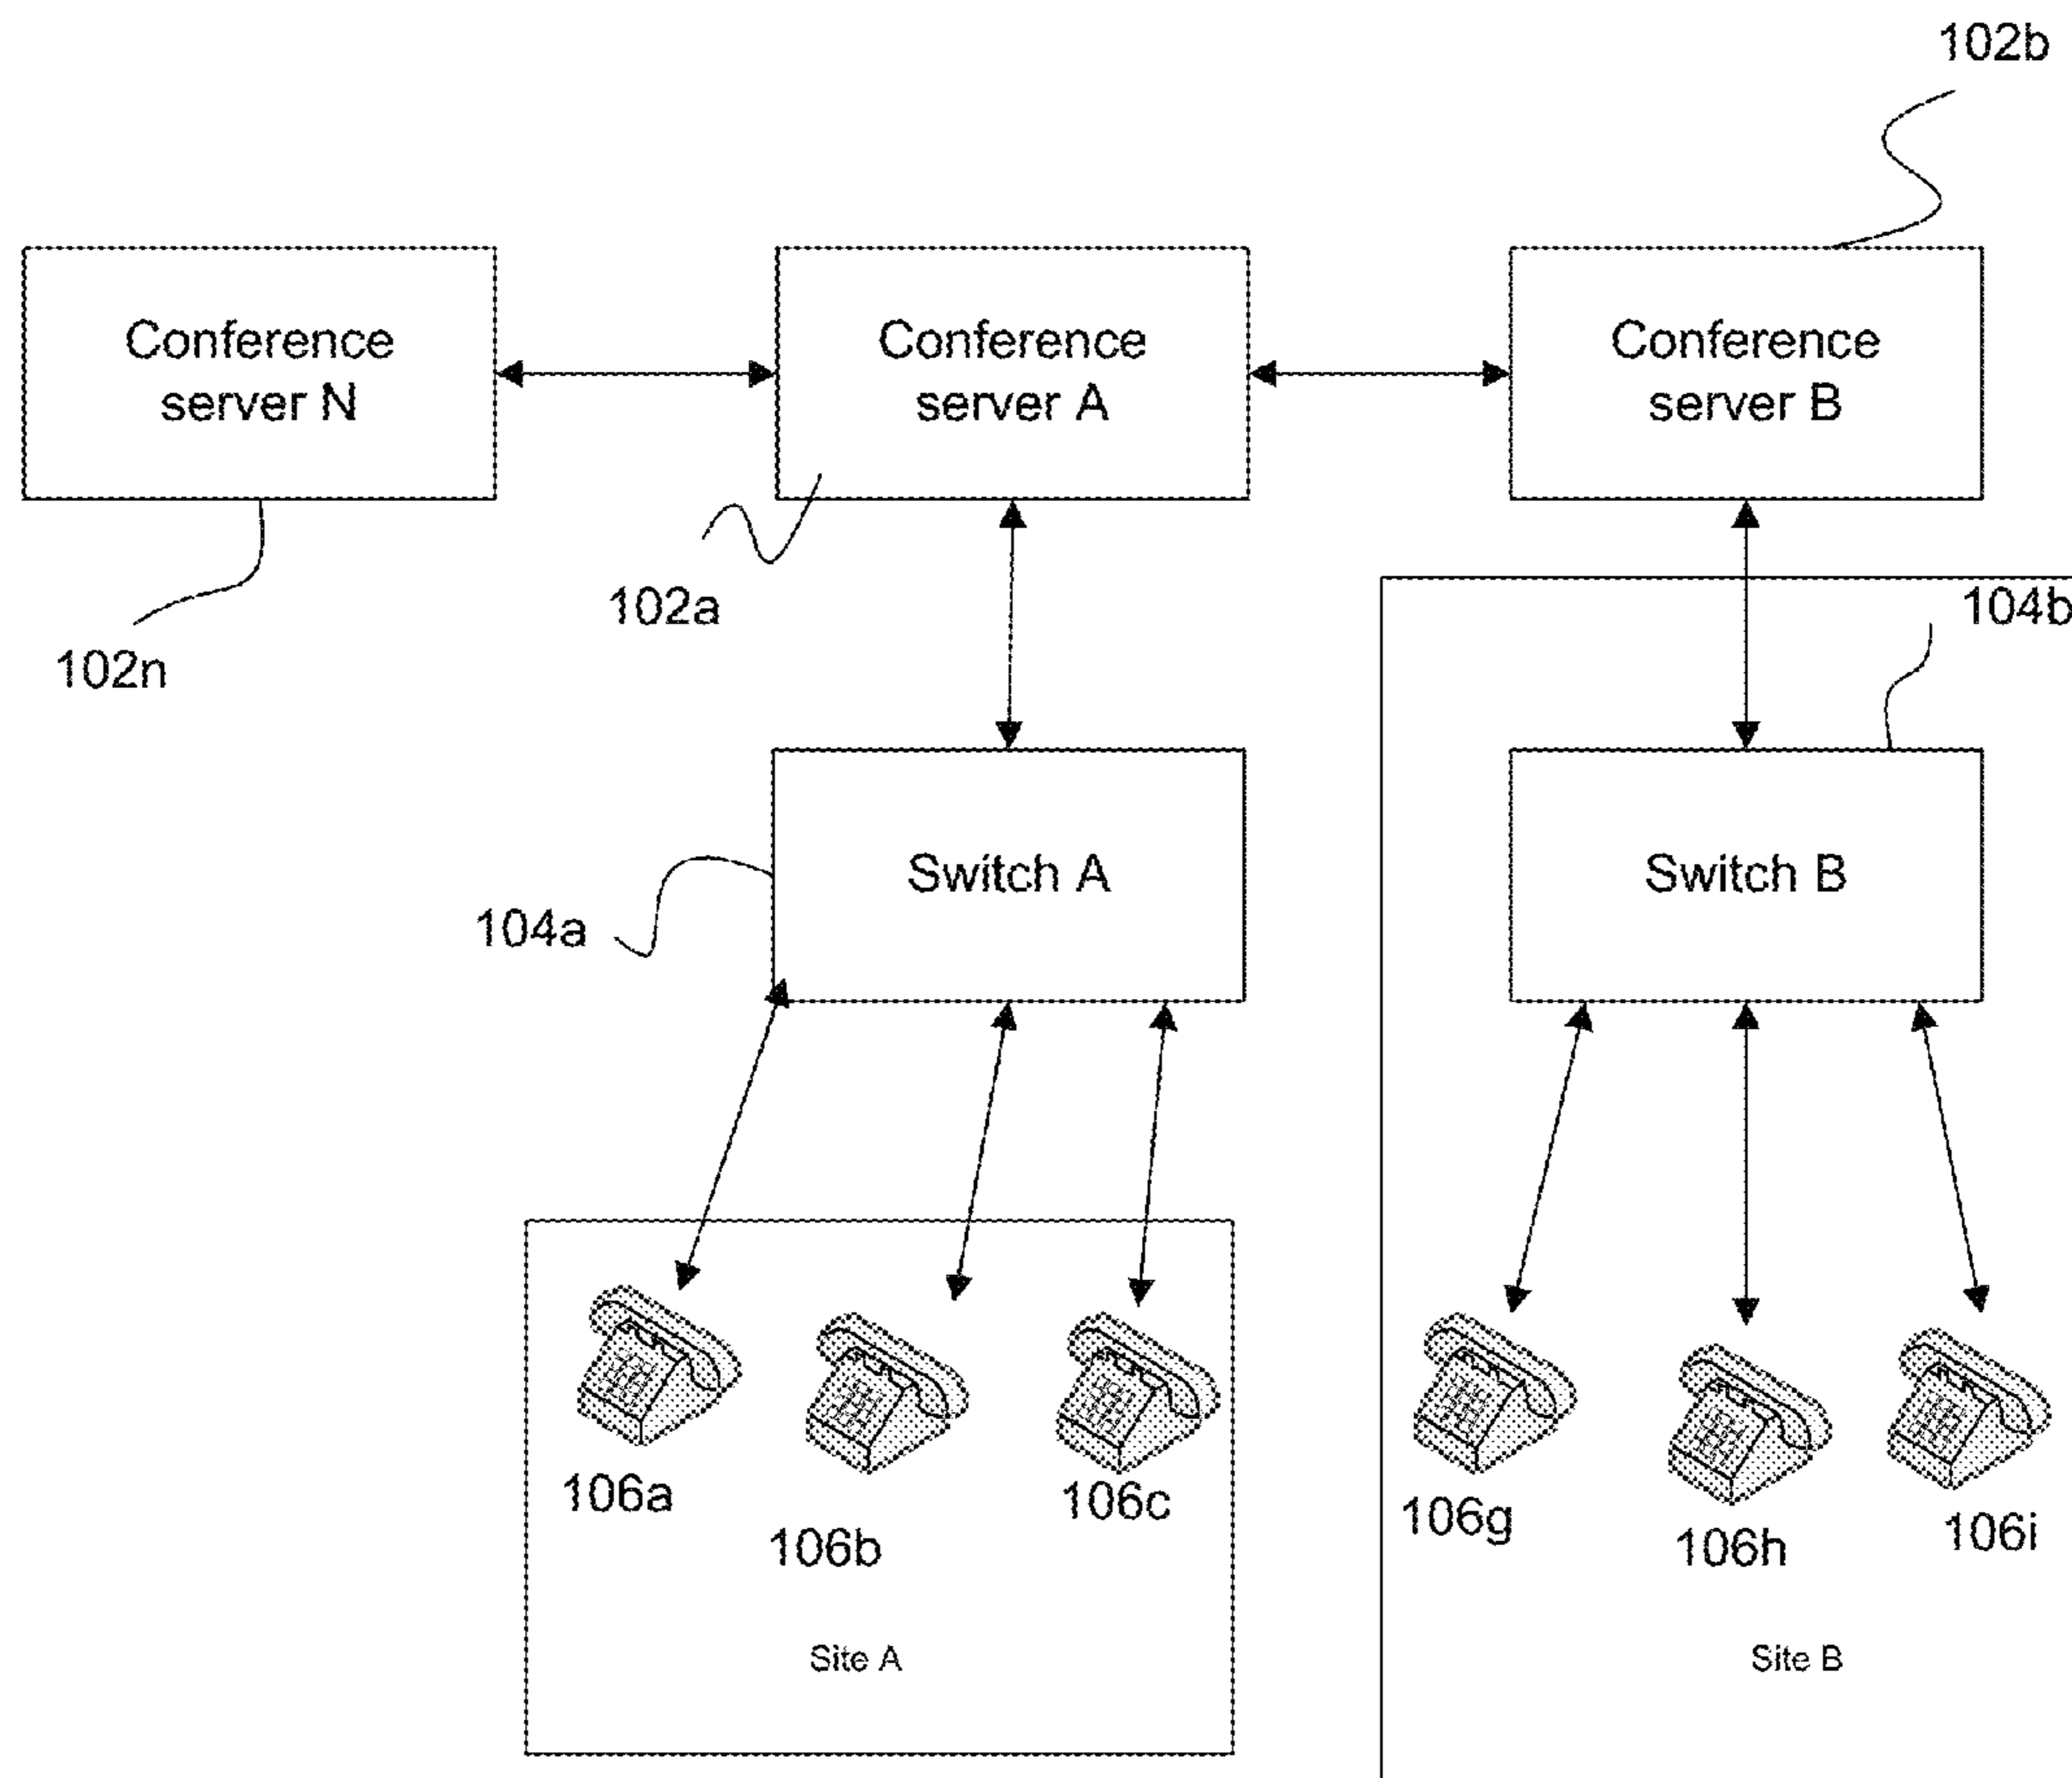 102b
Conference
server N
Conference
server A
Conference
server B
102a
104b
102n
Switch A
Switch B
104a
106a
106b
106c
106g
106h
106i
Site A
Site B